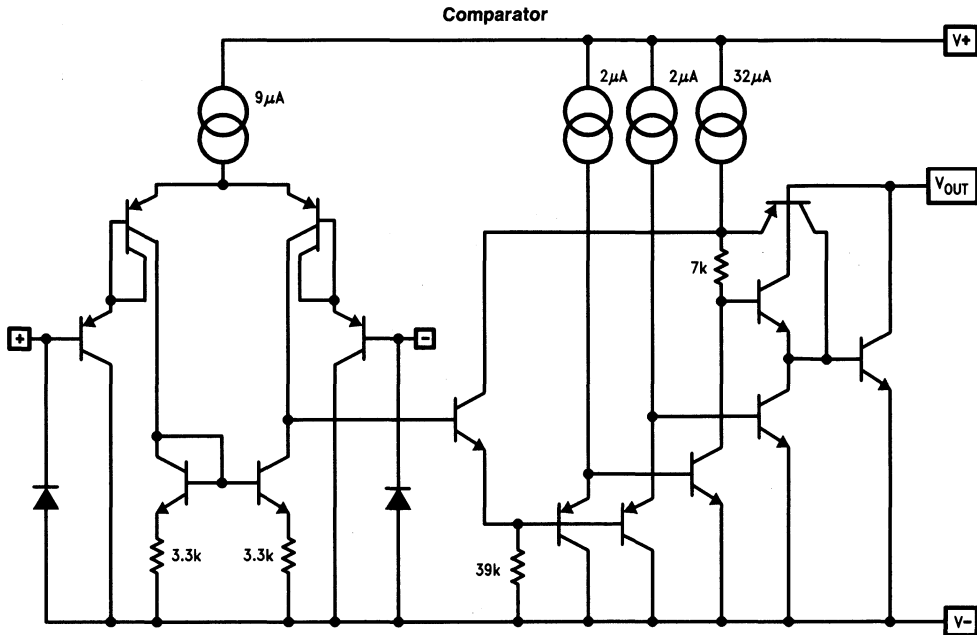 Comparator
V+
9μA
2μA
2μA
32μA
VOUT
7k
+
−
3.3k
3.3k
39k
V−